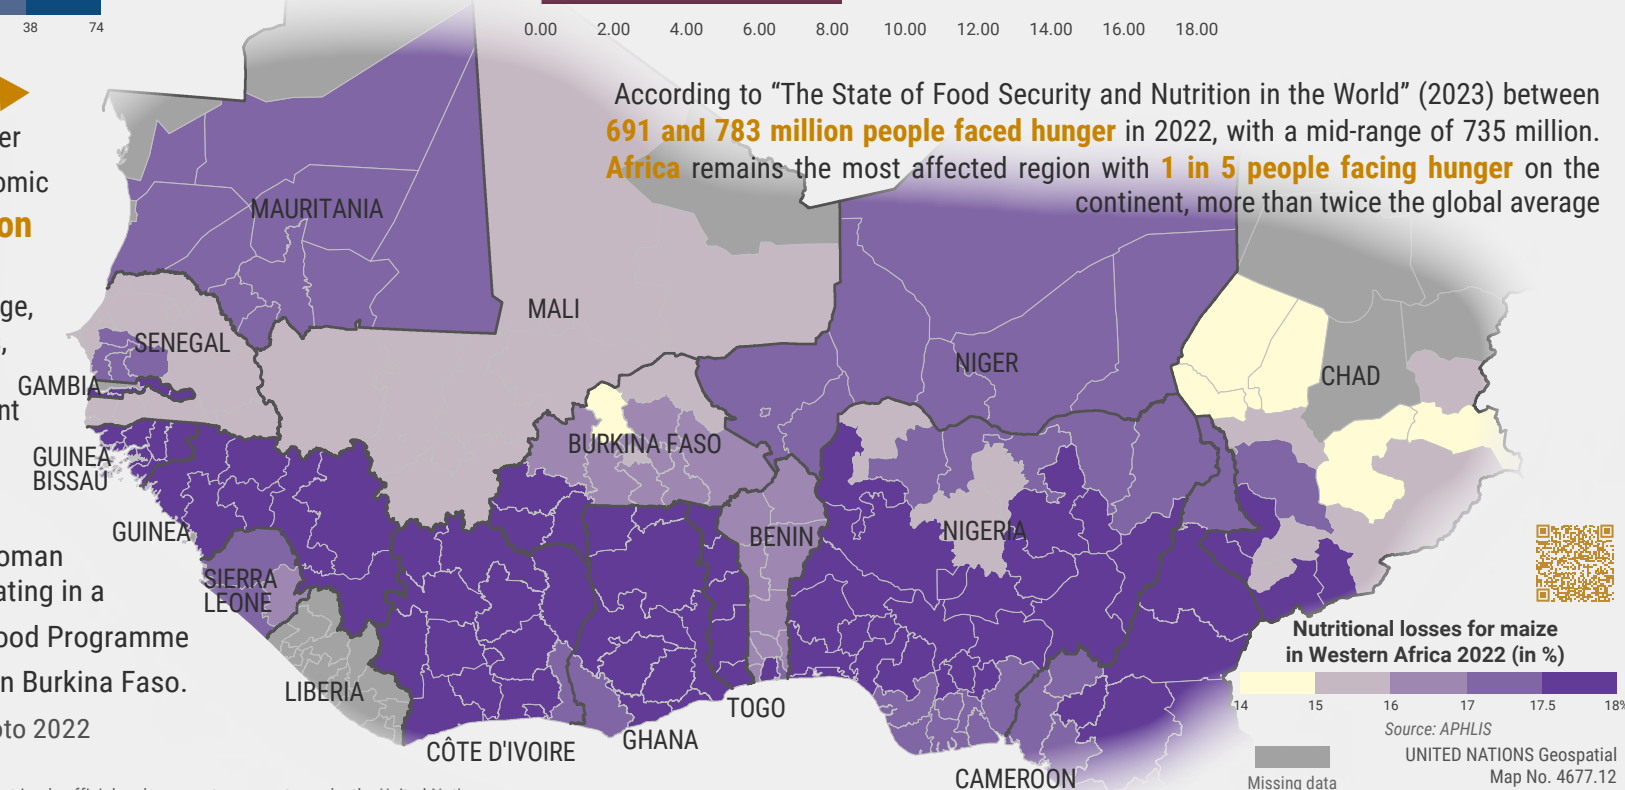 38 74
0.00 2.00 4.00 6.00 8.00 10.00 12.00 14.00 16.00 18.00
According to “The State of Food Security and Nutrition in the World” (2023) between
691 and 783 million people faced hunger in 2022, with a mid-range of 735 million.
Africa remains the most affected region with 1 in 5 people facing hunger on the
continent, more than twice the global average
er
omic
on
ge,
nt
oman
ating in a
ood Programme
n Burkina Faso.
oto 2022
MAURITANIA
MALI
SENEGAL
GAMBIA
NIGER
CHAD
BURKINA FASO
GUINEA
BISSAU
GUINEA
BENIN
NIGERIA
SIERRA
LEONE
LIBERIA
TOGO
CÔTE D'IVOIRE
GHANA
CAMEROON
Nutritional losses for maize
in Western Africa 2022 (in %)
14 15 16 17 17.5 18%
Source: APHLIS
Missing data
UNITED NATIONS Geospatial
Map No. 4677.12